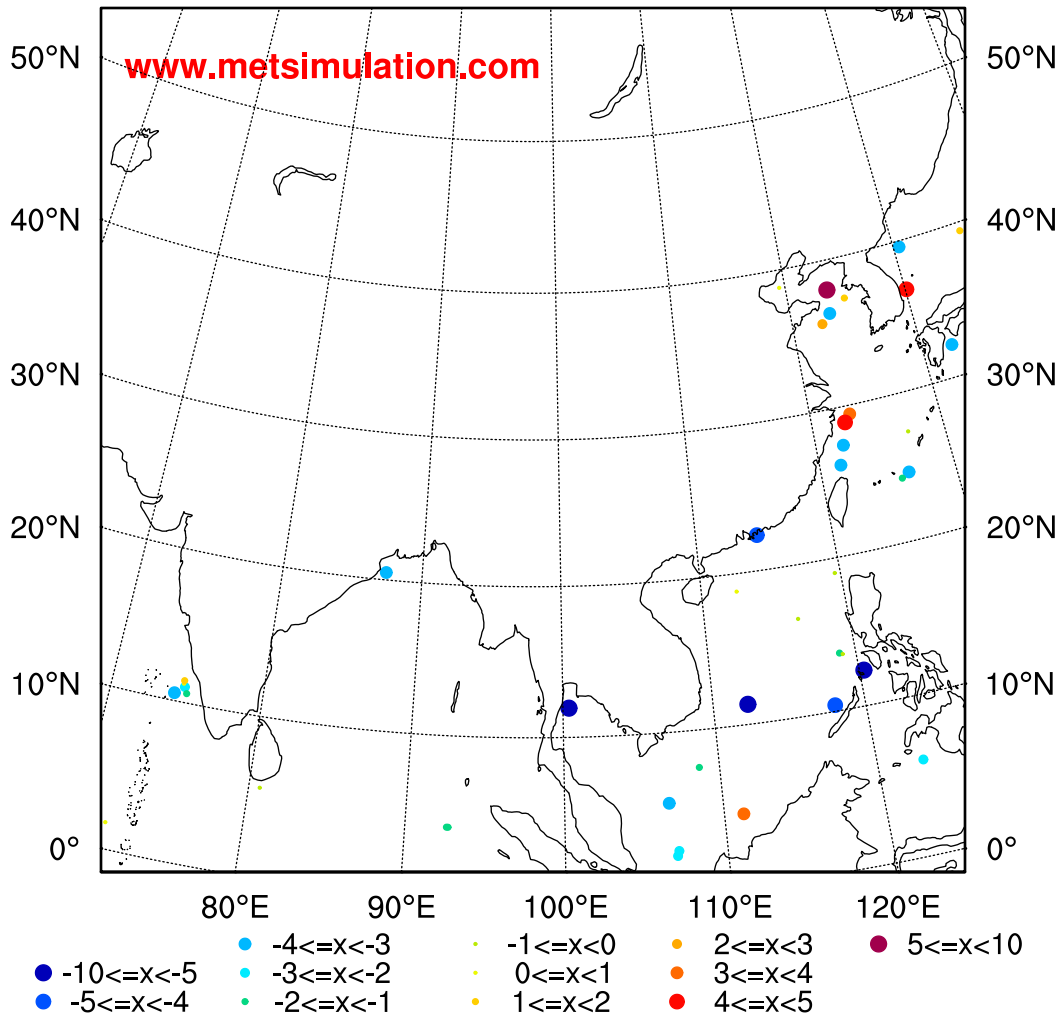 www.metsimulation.com
50°N 50°N
40°N 40°N
30°N 30°N
20°N 20°N
10°N 10°N
0° 0°
80°E 90°E 100°E 110°E 120°E
-4<=x<-3 -1<=x<0 2<=x<3 5<=x<10
-10<=x<-5 -3<=x<-2 0<=x<1 3<=x<4
-5<=x<-4 -2<=x<-1 1<=x<2 4<=x<5